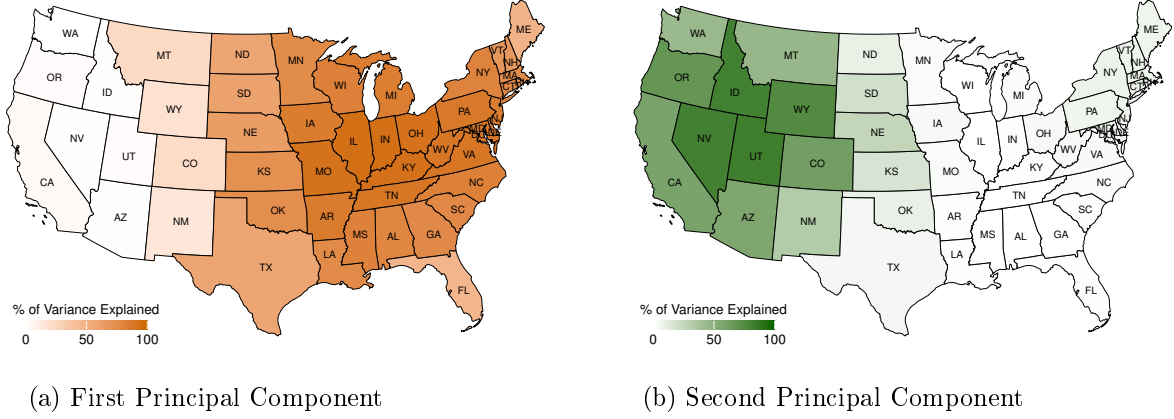 WA
MT
ND
MN
ME
OR
ID
SD
WI
MI
NY
VT
NH
MA
WY
IA
PA
CT
NE
NV
UT
CO
IL
IN
OH
WV
VA
KS
MO
KY
CA
AZ
NM
OK
AR
TN
NC
SC
MS
AL
GA
LA
TX
FL
% of Variance Explained
0 50 100
(a) First Principal Component
WA
MT
ND
MN
ME
OR
ID
SD
WI
MI
NY
VT
NH
MA
WY
IA
PA
CT
NE
NV
UT
CO
IL
IN
OH
WV
VA
KS
MO
KY
CA
AZ
NM
OK
AR
TN
NC
SC
MS
AL
GA
LA
TX
FL
% of Variance Explained
0 50 100
(b) Second Principal Component